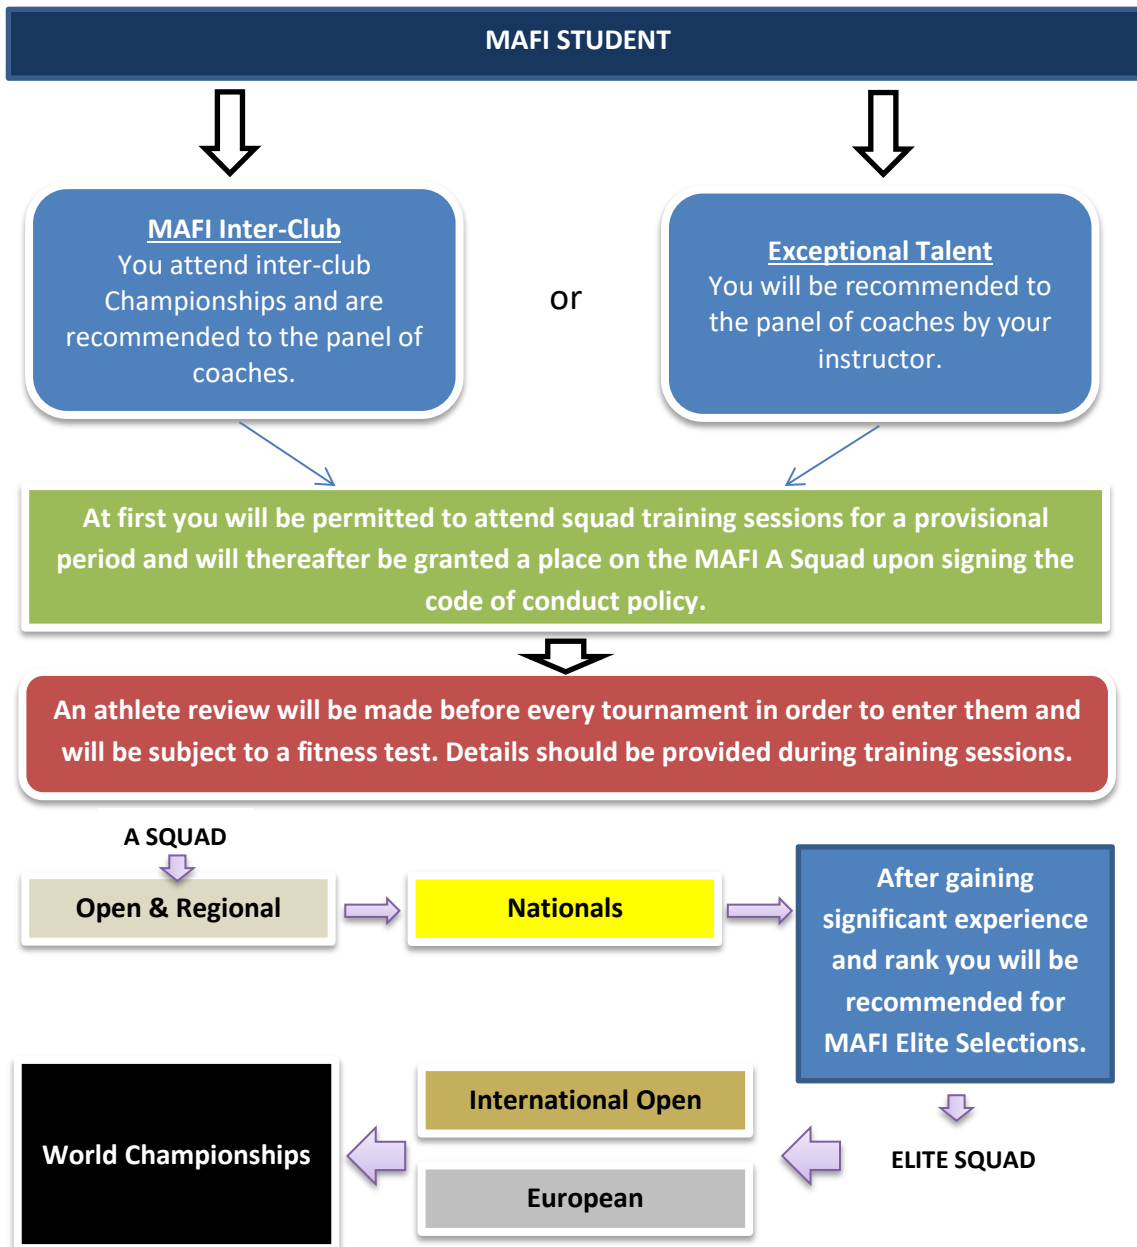 MAFI STUDENT
MAFI Inter-Club
You attend inter-club
Championships and are
recommended to the panel of
coaches.
or
Exceptional Talent
You will be recommended to
the panel of coaches by your
instructor.
At first you will be permitted to attend squad training sessions for a provisional
period and will thereafter be granted a place on the MAFI A Squad upon signing the
code of conduct policy.
An athlete review will be made before every tournament in order to enter them and
will be subject to a fitness test. Details should be provided during training sessions.
A SQUAD
Open & Regional
Nationals
After gaining
significant experience
and rank you will be
recommended for
MAFI Elite Selections.
ELITE SQUAD
International Open
European
World Championships